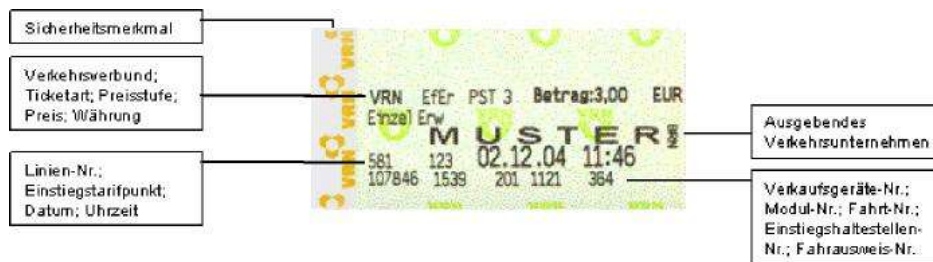 Sicherheitsmerkmal
Verkehrsverbund;
Ticketart; Preisstufe;
Preis; Währung
Linien-Nr.;
Einstiegstarifpunkt;
Datum; Uhrzeit
VRN
VRN
VRN EfEr PST 3 Betrag:3,00 EUR
Einzel Erw
MUSTER
581 123 02.12.04 11:46
107846 1539 201 1121 364
Ausgebendes
Verkehrsunternehmen
Verkaufsgeräte-Nr.;
Modul-Nr.; Fahrt-Nr.;
Einstiegshaltestellen-
Nr.; Fahrausweis-Nr.